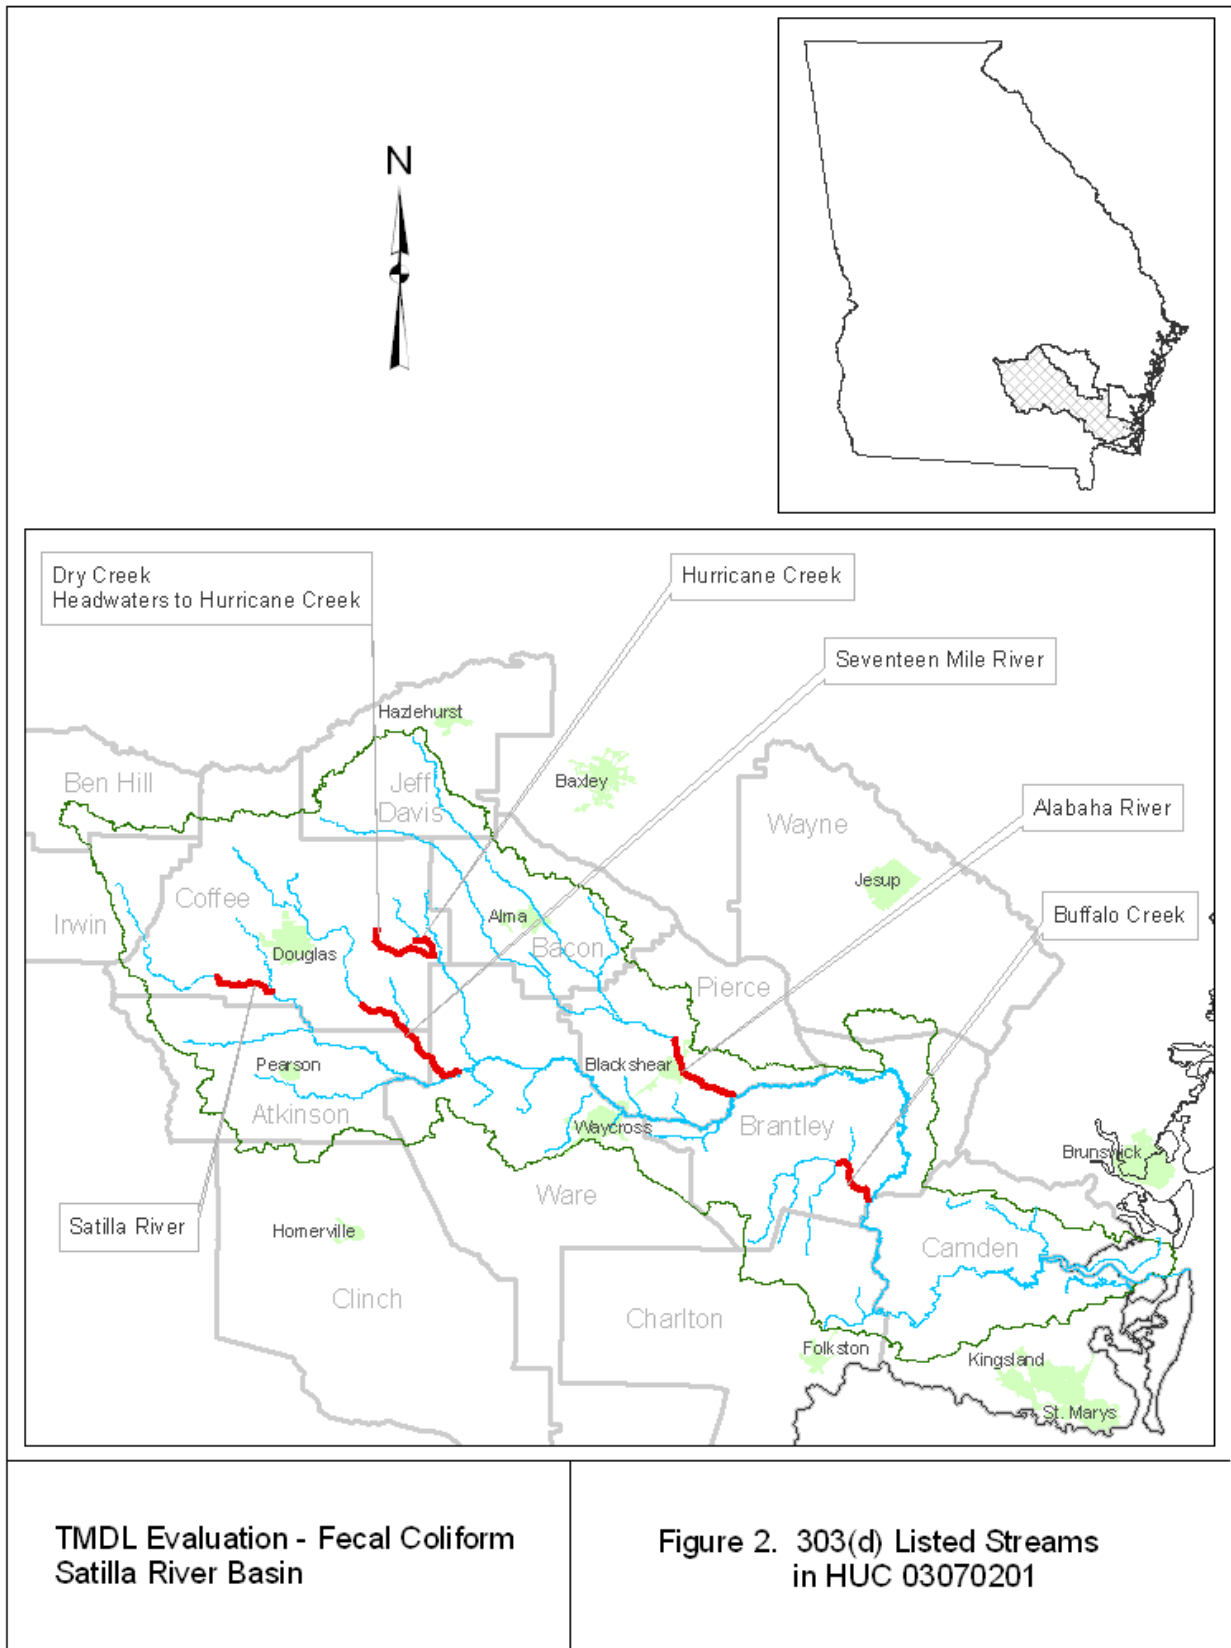 N
Dry Creek
Headwaters to Hurricane Creek
Hurricane Creek
Seventeen Mile River
Hazlehurst
Ben Hill
Jeff
Davis
Baxley
Wayne
Alabaha River
Coffee
Jesup
Irwin
Alma
Bacon
Buffalo Creek
Douglas
Pierce
Pearson
Blackshear
Atkinson
Waycross
Brantley
Brunswick
Ware
Satilla River
Homerville
Camden
Clinch
Charlton
Folkston
Kingsland
St. Marys
TMDL Evaluation - Fecal Coliform
Satilla River Basin
Figure 2. 303(d) Listed Streams
in HUC 03070201